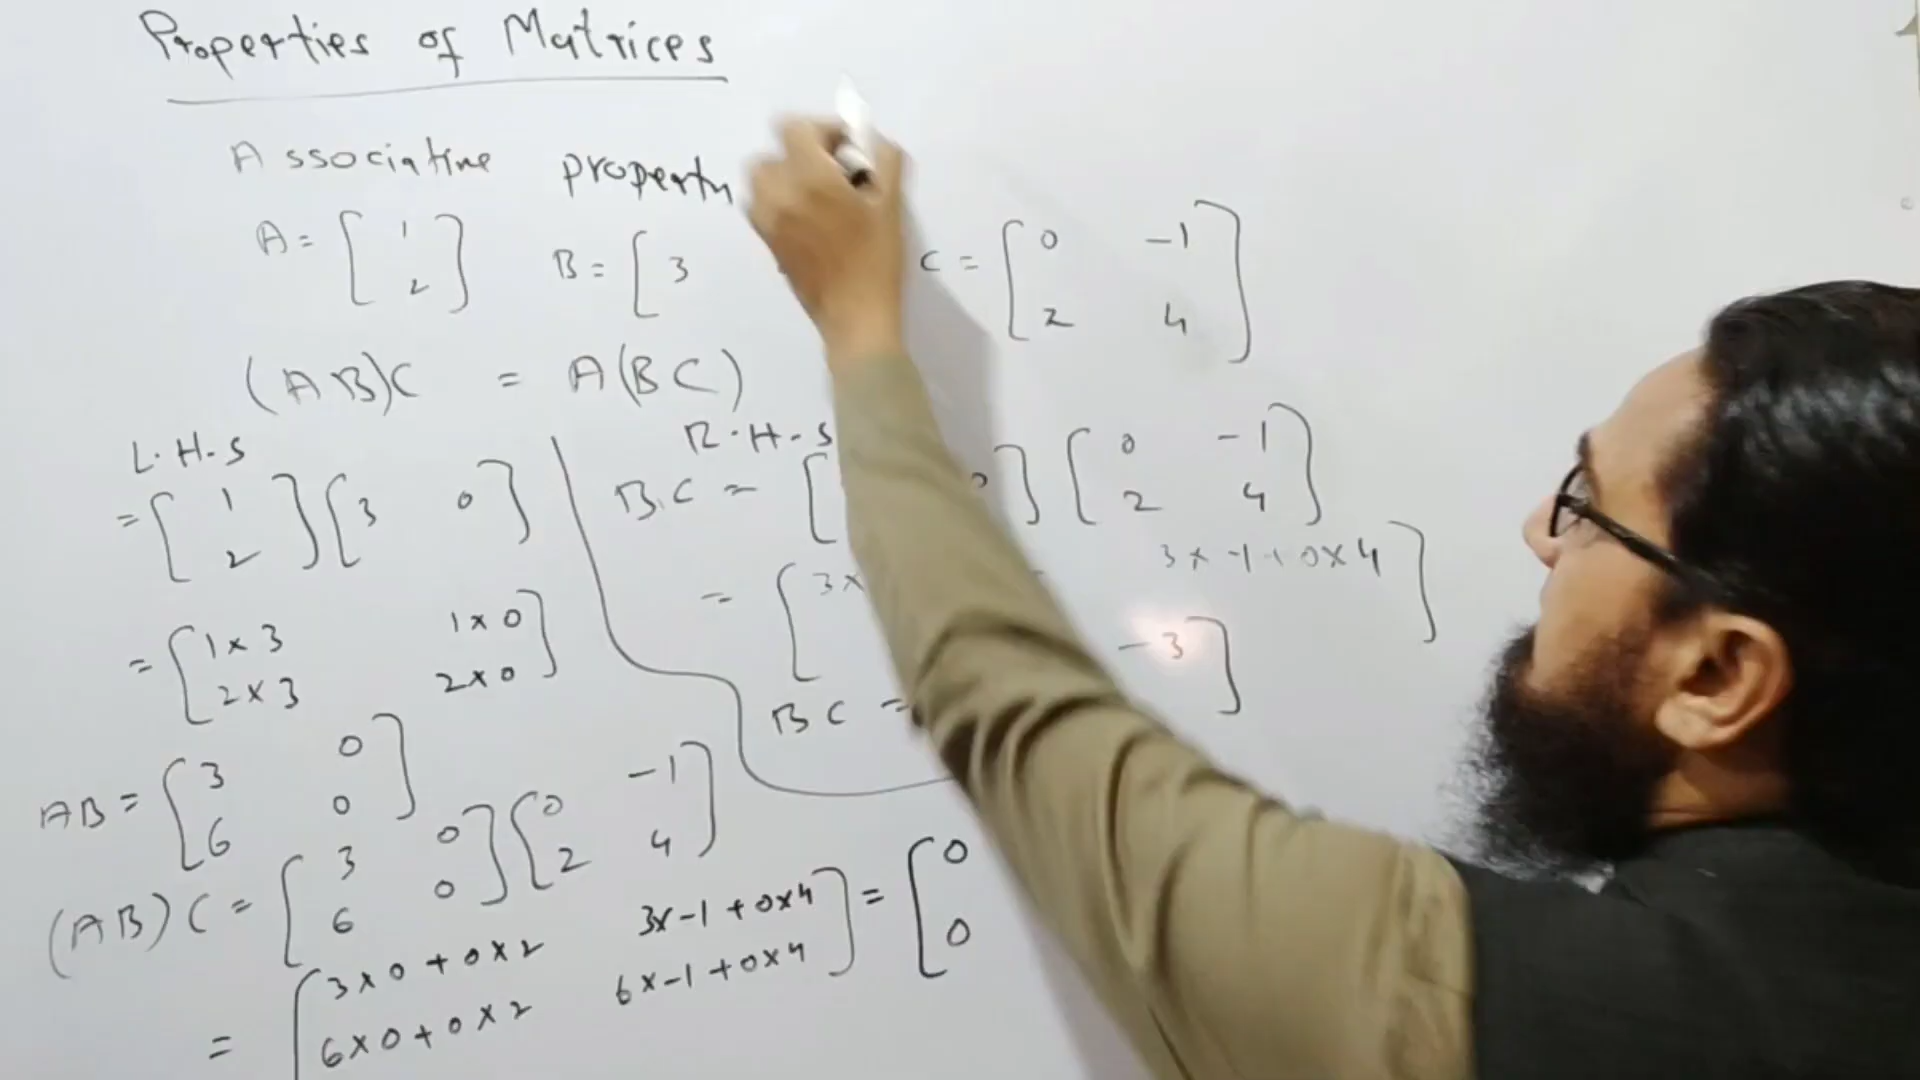 Properties of Matrices
Associative property
A = [ 1
2 ]
B = [ 3
C = [ 0 -1
2 4 ]
(AB)C = A(BC)
L.H.S
= [ 1
2 ] [ 3 0 ]
= [ 1 x 3 1 x 0
2 x 3 2 x 0 ]
AB = [ 3 0
6 0 ]
(AB)C = [ 3 0
6 0 ] [ 0 -1
2 4 ]
= [ 3 x 0 + 0 x 2 3 x -1 + 0 x 4
6 x 0 + 0 x 2 6 x -1 + 0 x 4 ] = [ 0
0
R.H.S
B.C = [ ] [ 0 -1
2 4 ]
= [ 3 x 3 x -1 + 0 x 4 ]
BC = -3 ]